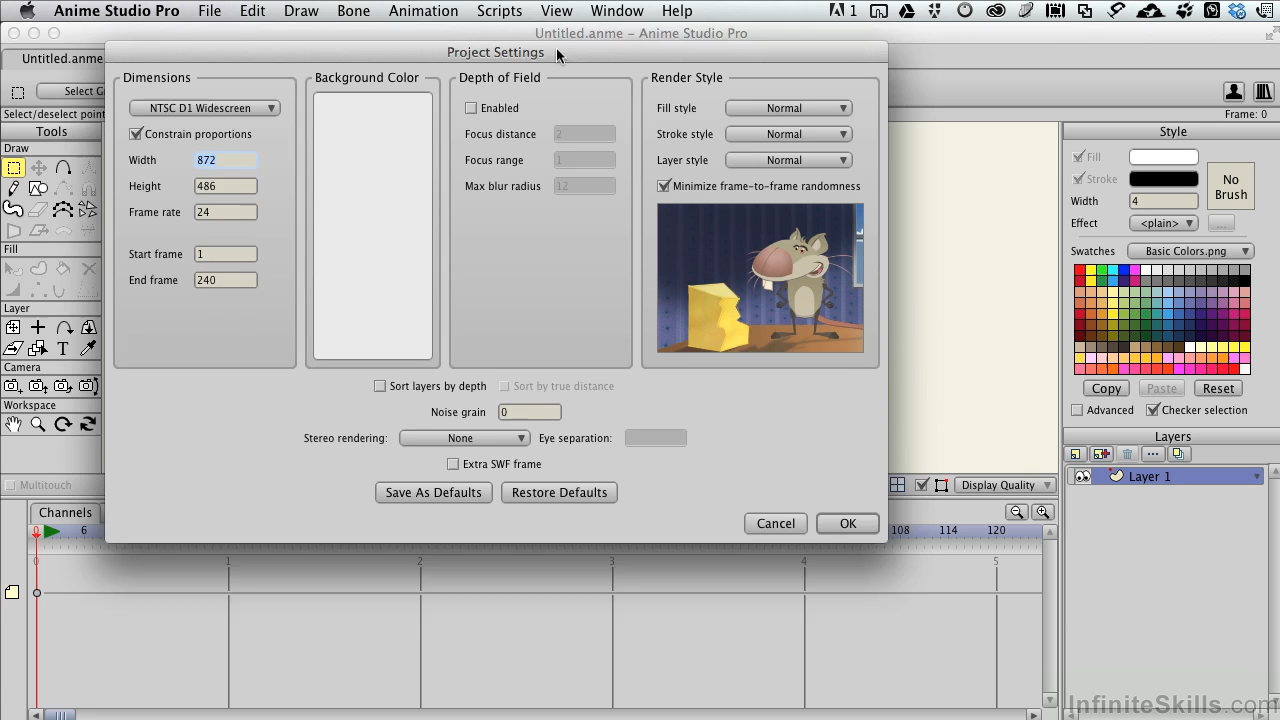 Anime Studio Pro File Edit Draw Bone Animation Scripts View Window Help 1
Untitled.anme – Anime Studio Pro
Untitled.anme
Project Settings
Select G
Select/deselect point
Frame: 0
Tools
Draw
Fill
Layer
Camera
Workspace
Multitouch
Dimensions
NTSC D1 Widescreen
Constrain proportions
Width 872
Height 486
Frame rate 24
Start frame 1
End frame 240
Background Color
Depth of Field
Enabled
Focus distance 2
Focus range 1
Max blur radius 12
Render Style
Fill style Normal
Stroke style Normal
Layer style Normal
Minimize frame-to-frame randomness
Sort layers by depth Sort by true distance
Noise grain 0
Stereo rendering: None Eye separation:
Extra SWF frame
Save As Defaults Restore Defaults
Cancel OK
Style
Fill
Stroke
No
Brush
Width 4
Effect <plain> ...
Swatches Basic Colors.png
Copy Paste Reset
Advanced Checker selection
Layers
Layer 1
Display Quality
Channels
0 6 108 114 120
0 1 2 3 4 5
InfiniteSkills.com